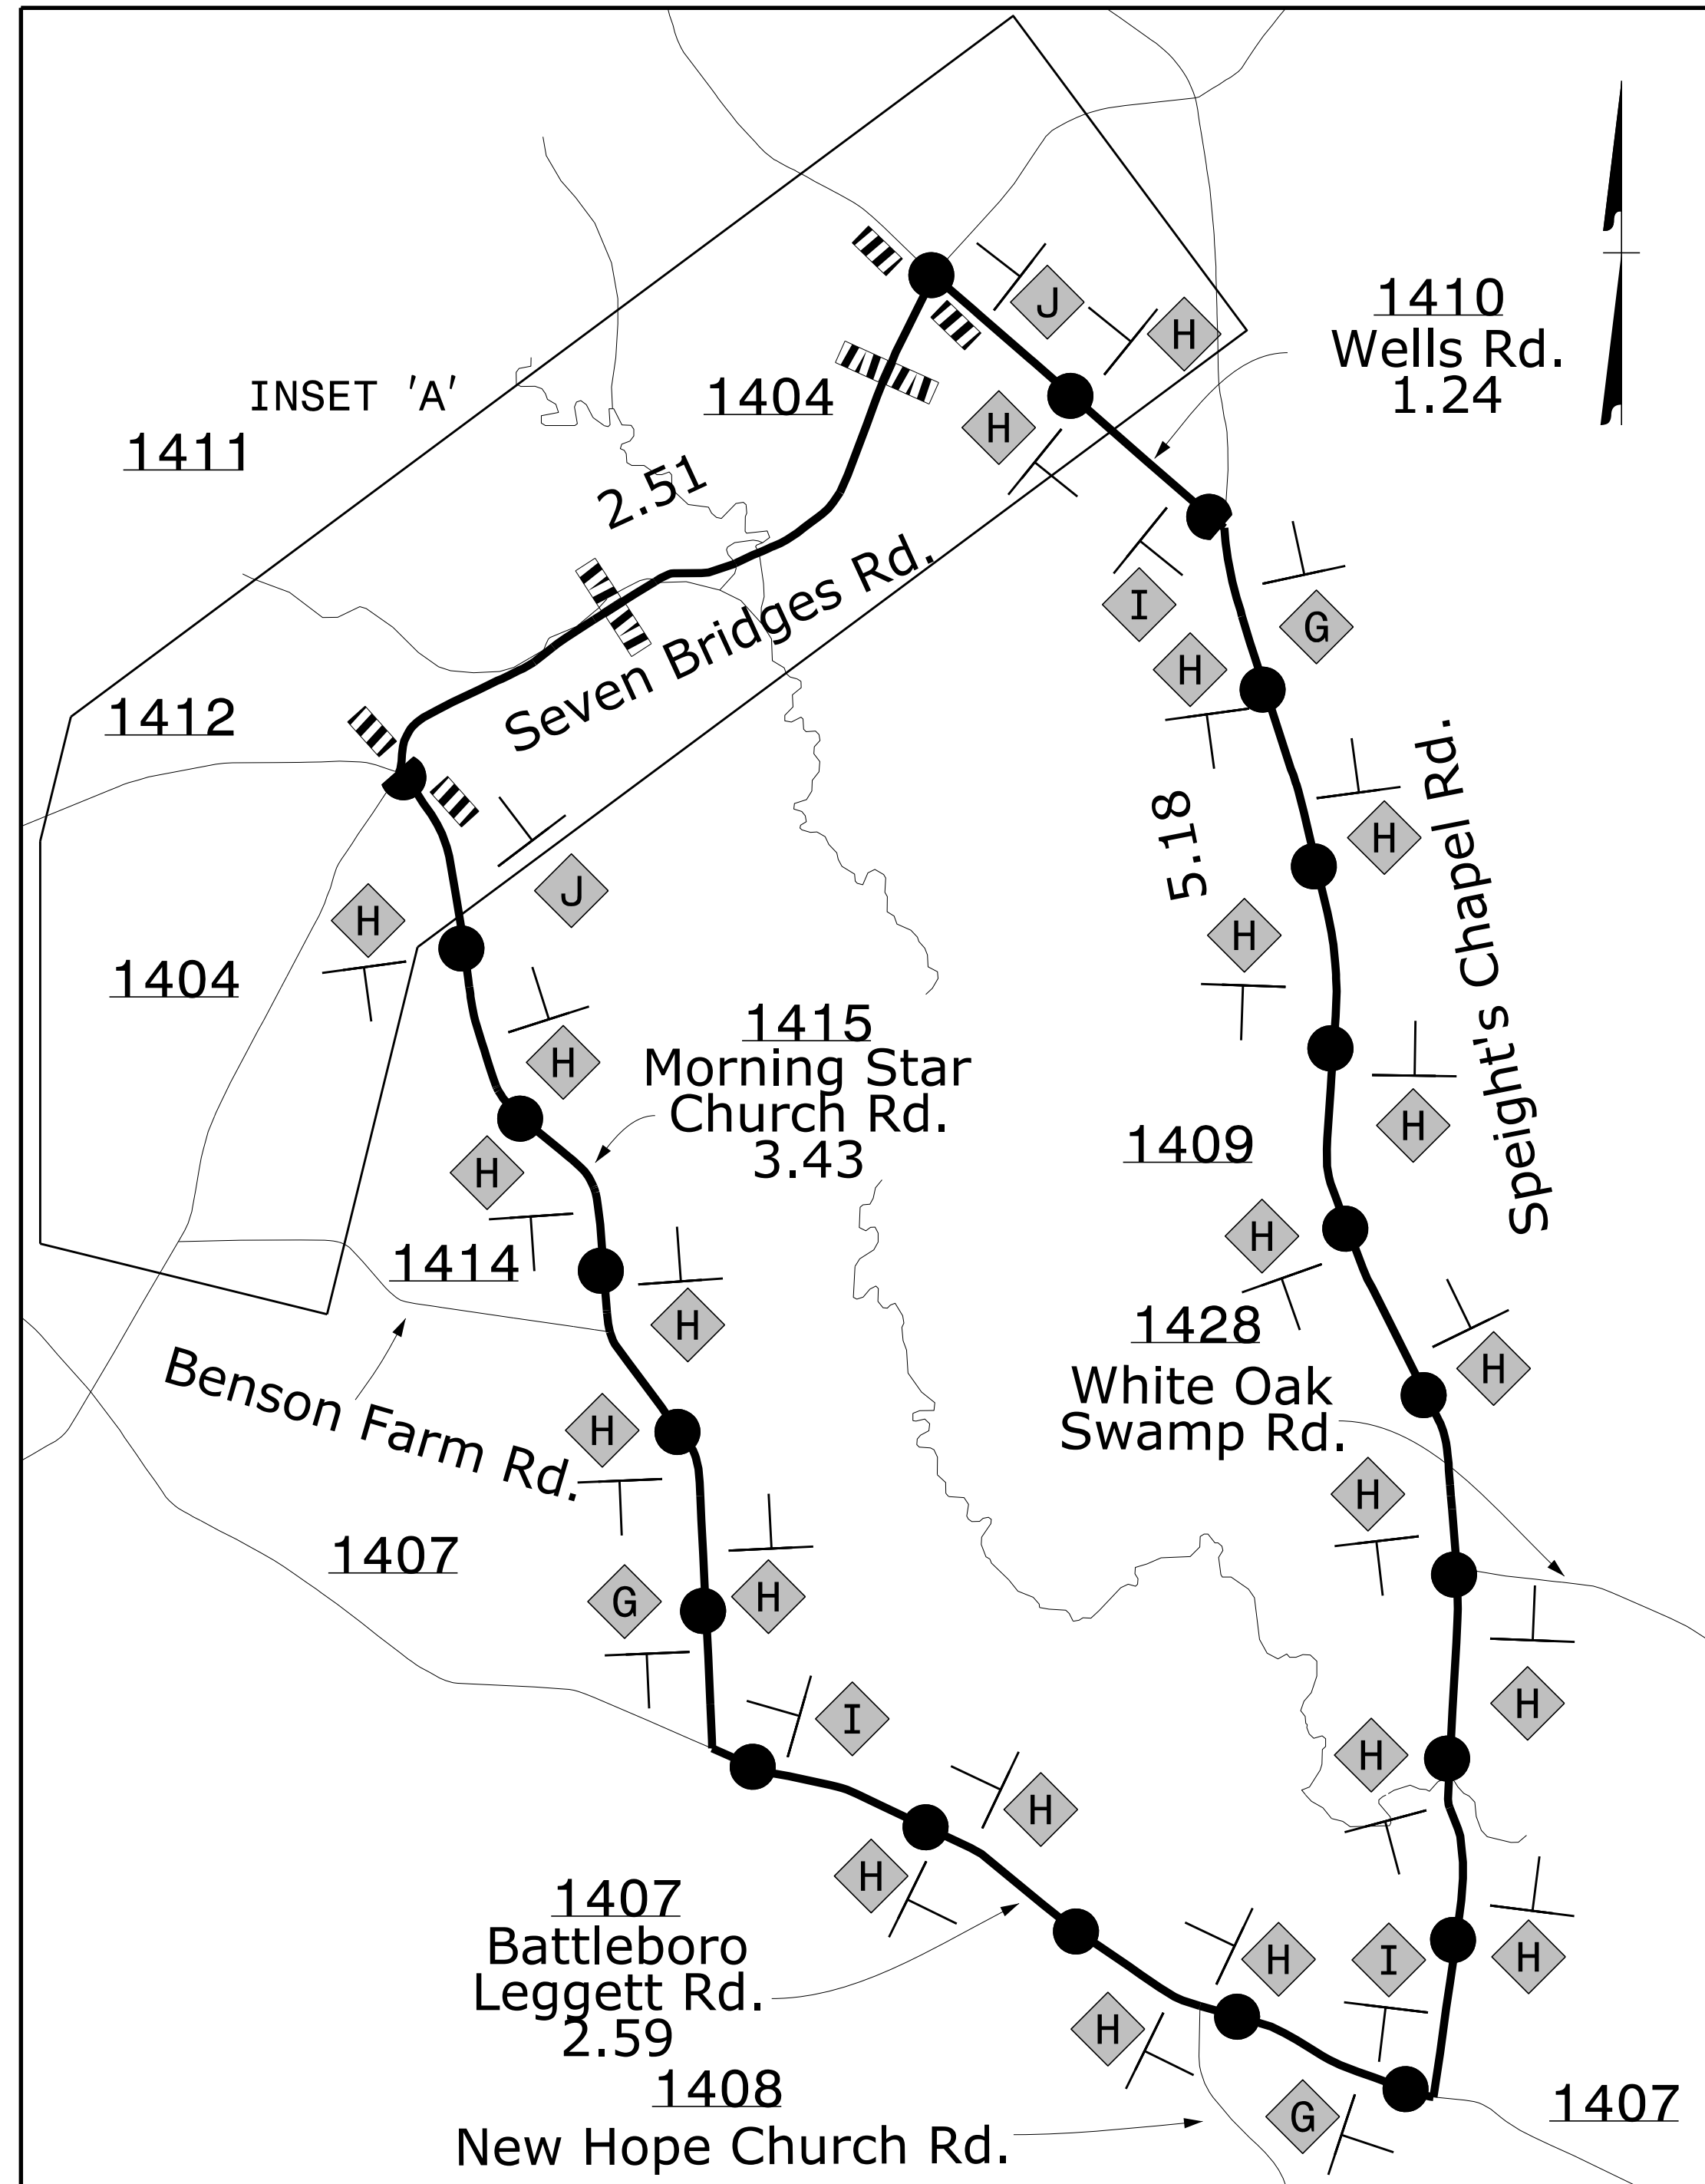 1410
Wells Rd.
1.24
J
H
1404
INSET 'A'
H
1411
2.51
Seven Bridges Rd.
I
G
H
1412
H
5.18
Speight's Chapel Rd.
J
H
H
1404
1415
Morning Star
Church Rd.
3.43
H
H
H
1409
H
1414
H
1428
White Oak
Swamp Rd.
H
Benson Farm Rd.
H
H
1407
G
H
H
I
H
H
H
1407
Battleboro
Leggett Rd.
2.59
H
I
H
H
1408
New Hope Church Rd.
G
1407